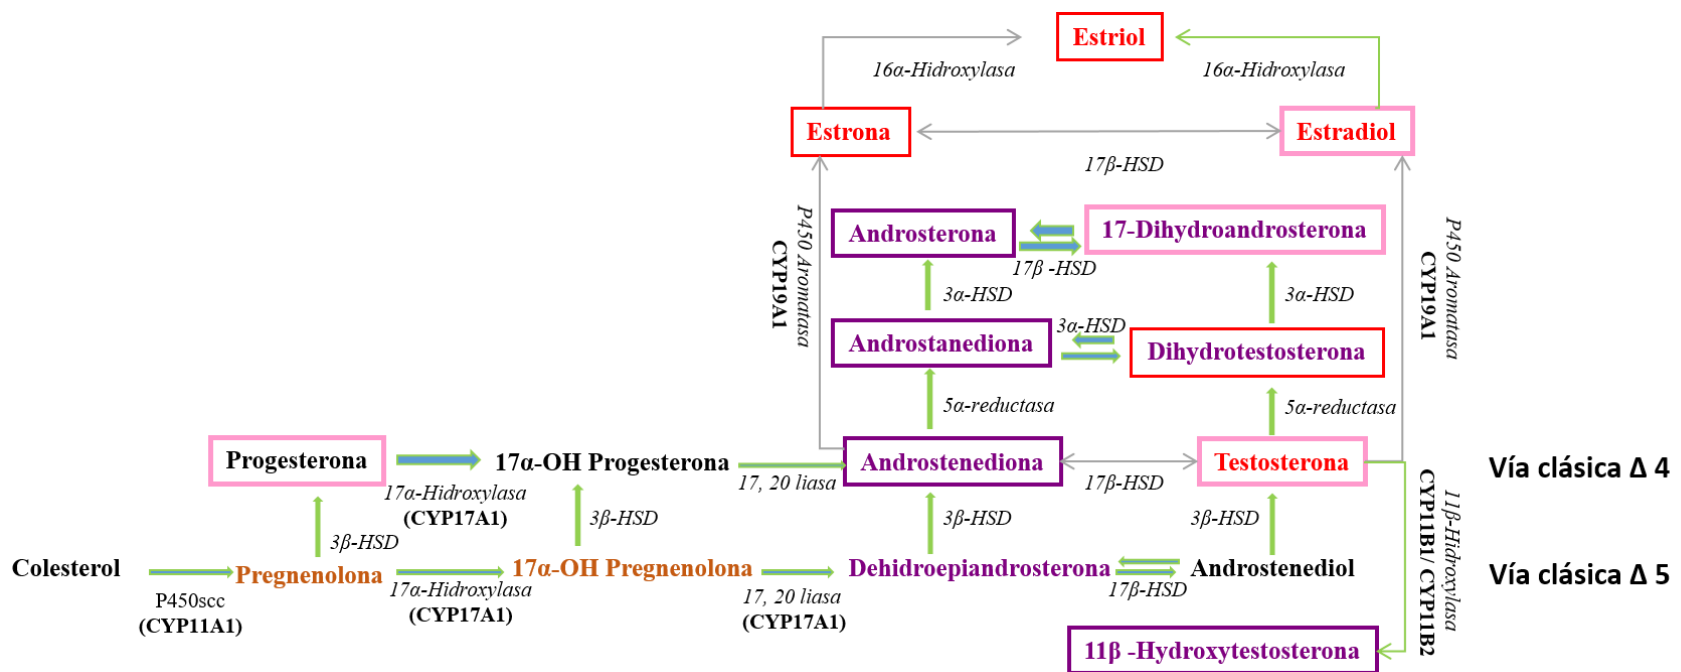 Estriol
16α-Hidroxylasa
16α-Hidroxylasa
Estrona
Estradiol
17β-HSD
P450 Aromatasa
CYP19A1
Androsterona
17-Dihydroandrosterona
17β -HSD
P450 Aromatasa
CYP19A1
3α-HSD
3α-HSD
Androstanediona
3α-HSD
Dihydrotestosterona
5α-reductasa
5α-reductasa
Progesterona
17α-OH Progesterona
Androstenediona
Testosterona
Vía clásica Δ 4
17α-Hidroxylasa
(CYP17A1)
17, 20 liasa
17β-HSD
3β-HSD
3β-HSD
3β-HSD
3β-HSD
11β-Hidroxylasa
CYP11B1/ CYP11B2
Colesterol
Pregnenolona
17α-OH Pregnenolona
Dehidroepiandrosterona
Androstenediol
Vía clásica Δ 5
P450scc
(CYP11A1)
17α-Hidroxylasa
(CYP17A1)
17, 20 liasa
(CYP17A1)
17β-HSD
11β -Hydroxytestosterona